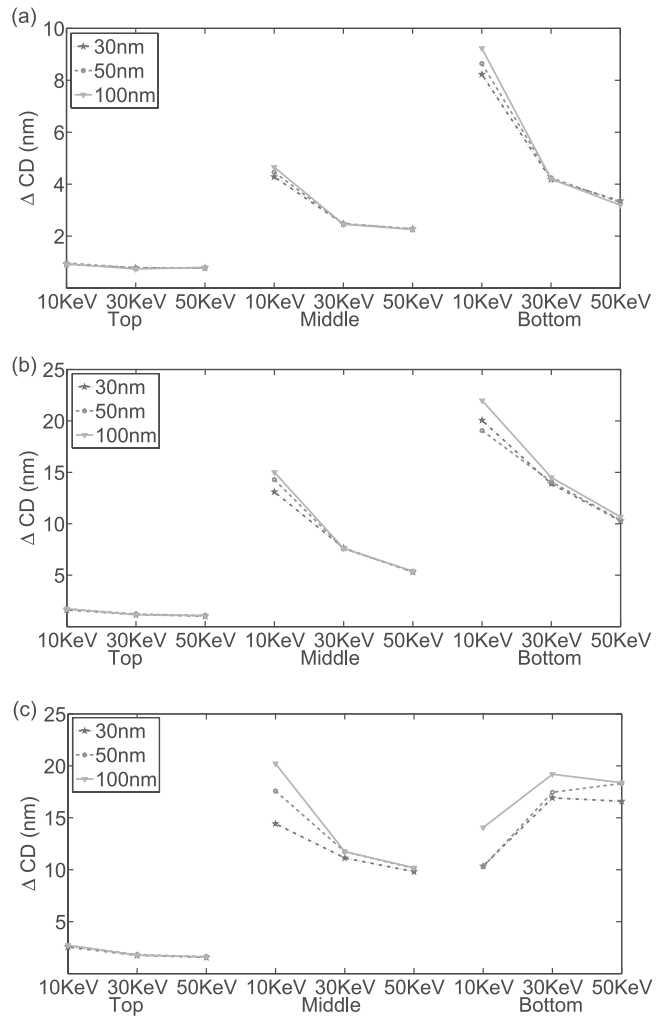 (a)
10
8
6
4
2
Δ CD (nm)
30nm
50nm
100nm
10KeV 30KeV 50KeV 10KeV 30KeV 50KeV 10KeV 30KeV 50KeV
Top Middle Bottom
(b)
25
20
15
10
5
Δ CD (nm)
30nm
50nm
100nm
10KeV 30KeV 50KeV 10KeV 30KeV 50KeV 10KeV 30KeV 50KeV
Top Middle Bottom
(c)
25
20
15
10
5
Δ CD (nm)
30nm
50nm
100nm
10KeV 30KeV 50KeV 10KeV 30KeV 50KeV 10KeV 30KeV 50KeV
Top Middle Bottom